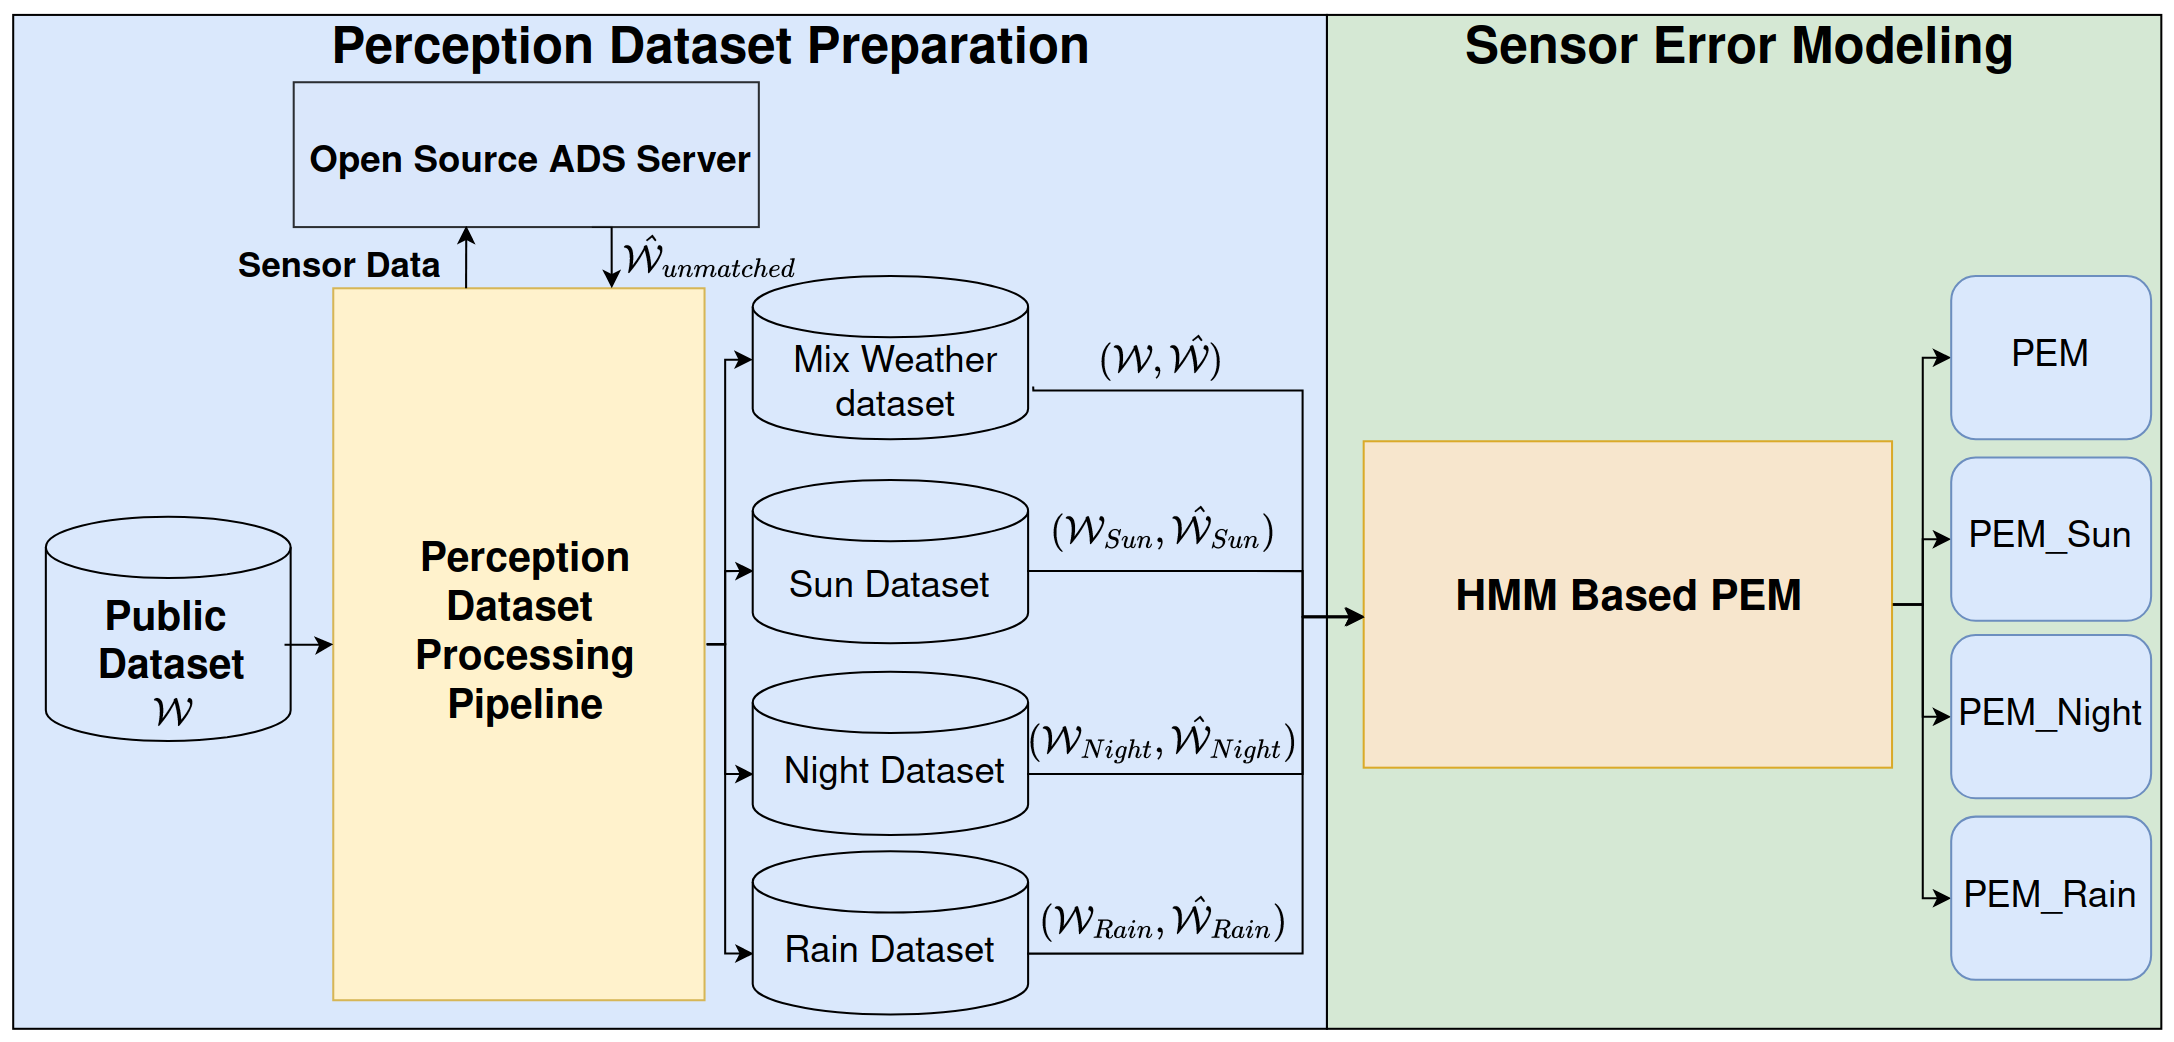 Perception Dataset Preparation
Sensor Error Modeling
Open Source ADS Server
Sensor Data
$\hat{\mathcal{W}}_{unmatched}$
Public
Dataset
$\mathcal{W}$
Perception
Dataset
Processing
Pipeline
Mix Weather
dataset
$(\mathcal{W}, \hat{\mathcal{W}})$
Sun Dataset
$(\mathcal{W}_{Sun}, \hat{\mathcal{W}}_{Sun})$
Night Dataset
$(\mathcal{W}_{Night}, \hat{\mathcal{W}}_{Night})$
Rain Dataset
$(\mathcal{W}_{Rain}, \hat{\mathcal{W}}_{Rain})$
HMM Based PEM
PEM
PEM_Sun
PEM_Night
PEM_Rain